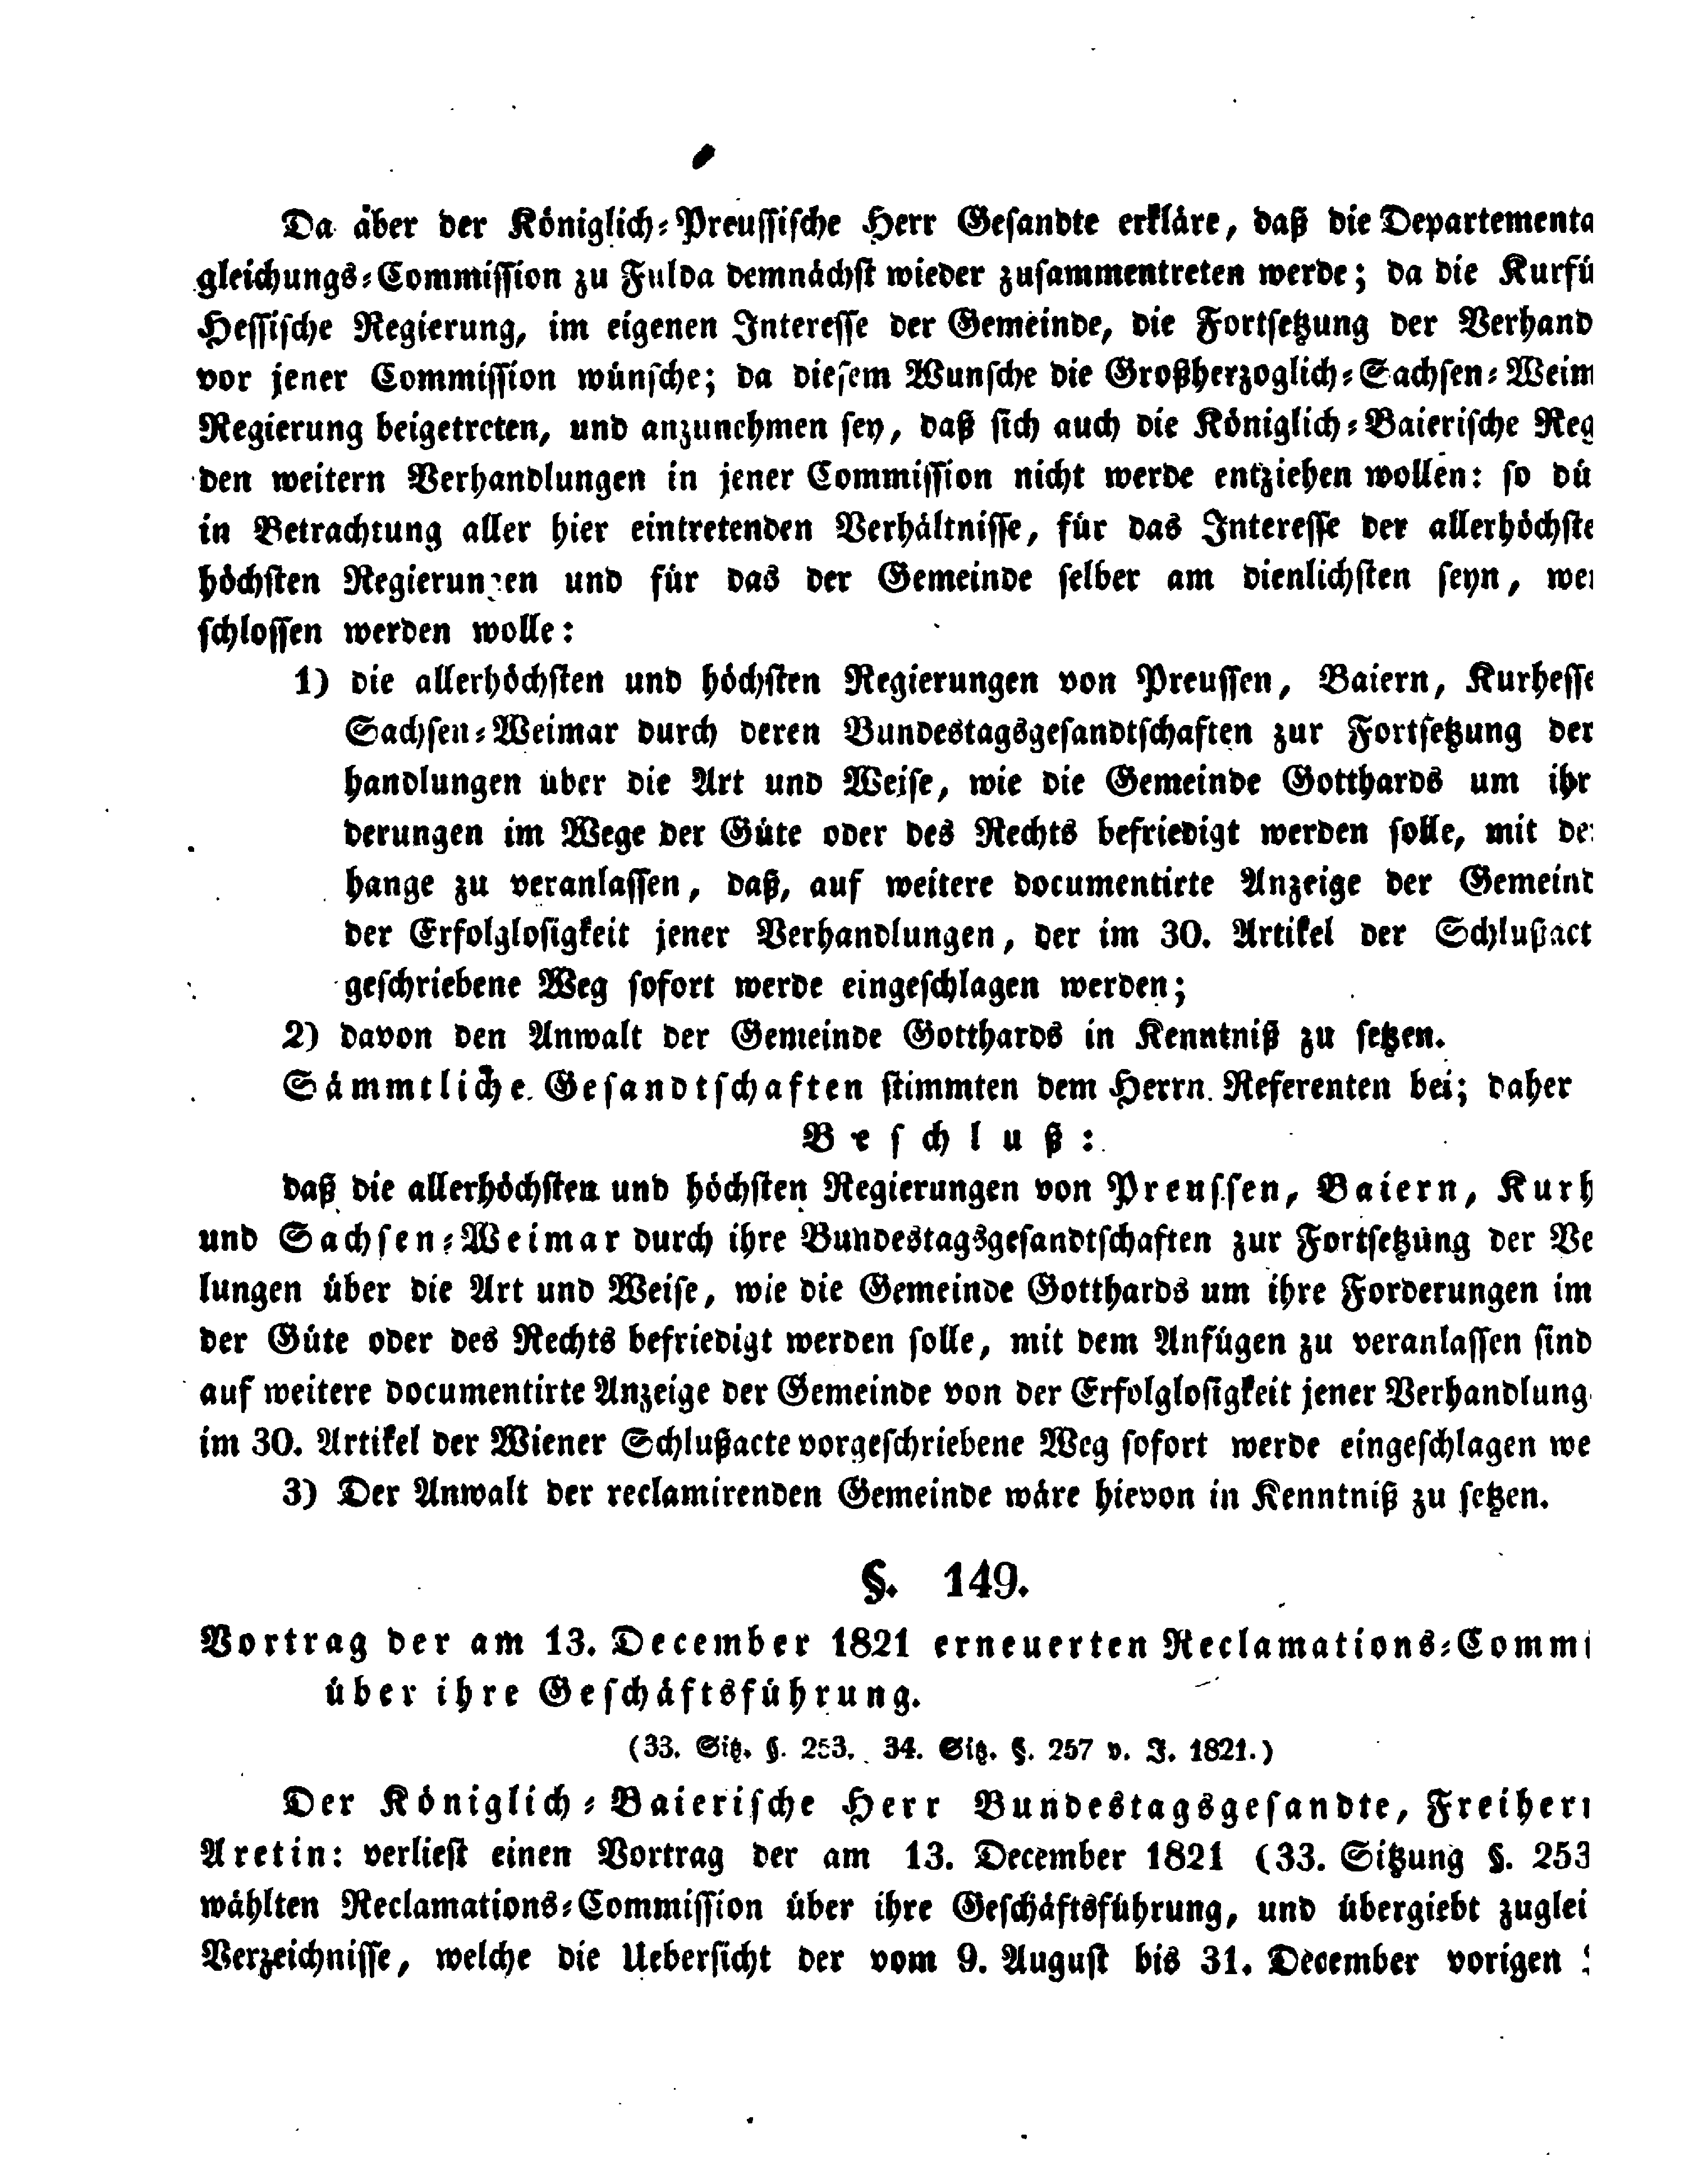 Da aber der Königlich-Preussische Herr Gesandte erkläre, daß die Departementa
gleichungs-Commission zu Fulda demnächst wieder zusammentreten werde; da die Kurfü
Hessische Regierung, im eigenen Interesse der Gemeinde, die Fortsetzung der Verhand
vor jener Commission wünsche; da diesem Wunsche die Großherzoglich-Sachsen-Weim
Regierung beigetreten, und anzunehmen sey, daß sich auch die Königlich-Baierische Reg
den weitern Verhandlungen in jener Commission nicht werde entziehen wollen: so dü
in Betrachtung aller hier eintretenden Verhältnisse, für das Interesse der allerhöchste
höchsten Regierungen und für das der Gemeinde selber am dienlichsten seyn, wer
schlossen werden wolle:
1) die allerhöchsten und höchsten Regierungen von Preussen, Baiern, Kurhesse
Sachsen-Weimar durch deren Bundestagsgesandtschaften zur Fortsetzung der
handlungen über die Art und Weise, wie die Gemeinde Gotthards um ihr
derungen im Wege der Güte oder des Rechts befriedigt werden solle, mit de
hange zu veranlassen, daß, auf weitere documentirte Anzeige der Gemeind
der Erfolglosigkeit jener Verhandlungen, der im 30. Artikel der Schlußact
geschriebene Weg sofort werde eingeschlagen werden;
2) davon den Anwalt der Gemeinde Gotthards in Kenntniß zu setzen.
Sämmtliche Gesandtschaften stimmten dem Herrn Referenten bei; daher
Beschluß:
daß die allerhöchsten und höchsten Regierungen von Preussen, Baiern, Kurh
und Sachsen-Weimar durch ihre Bundestagsgesandtschaften zur Fortsetzung der Ve
lungen über die Art und Weise, wie die Gemeinde Gotthards um ihre Forderungen im
der Güte oder des Rechts befriedigt werden solle, mit dem Anfügen zu veranlassen sind
auf weitere documentirte Anzeige der Gemeinde von der Erfolglosigkeit jener Verhandlung
im 30. Artikel der Wiener Schlußacte vorgeschriebene Weg sofort werde eingeschlagen we
3) Der Anwalt der reclamirenden Gemeinde wäre hievon in Kenntniß zu setzen.
§. 149.
Vortrag der am 13. December 1821 erneuerten Reclamations-Commi
über ihre Geschäftsführung.
(33. Sitz. §. 253. 34. Sitz. §. 257 v. J. 1821.)
Der Königlich-Baierische Herr Bundestagsgesandte, Freiherr
Aretin: verliest einen Vortrag der am 13. December 1821 (33. Sitzung §. 253
wählten Reclamations-Commission über ihre Geschäftsführung, und übergiebt zuglei
Verzeichnisse, welche die Uebersicht der vom 9. August bis 31. December vorigen